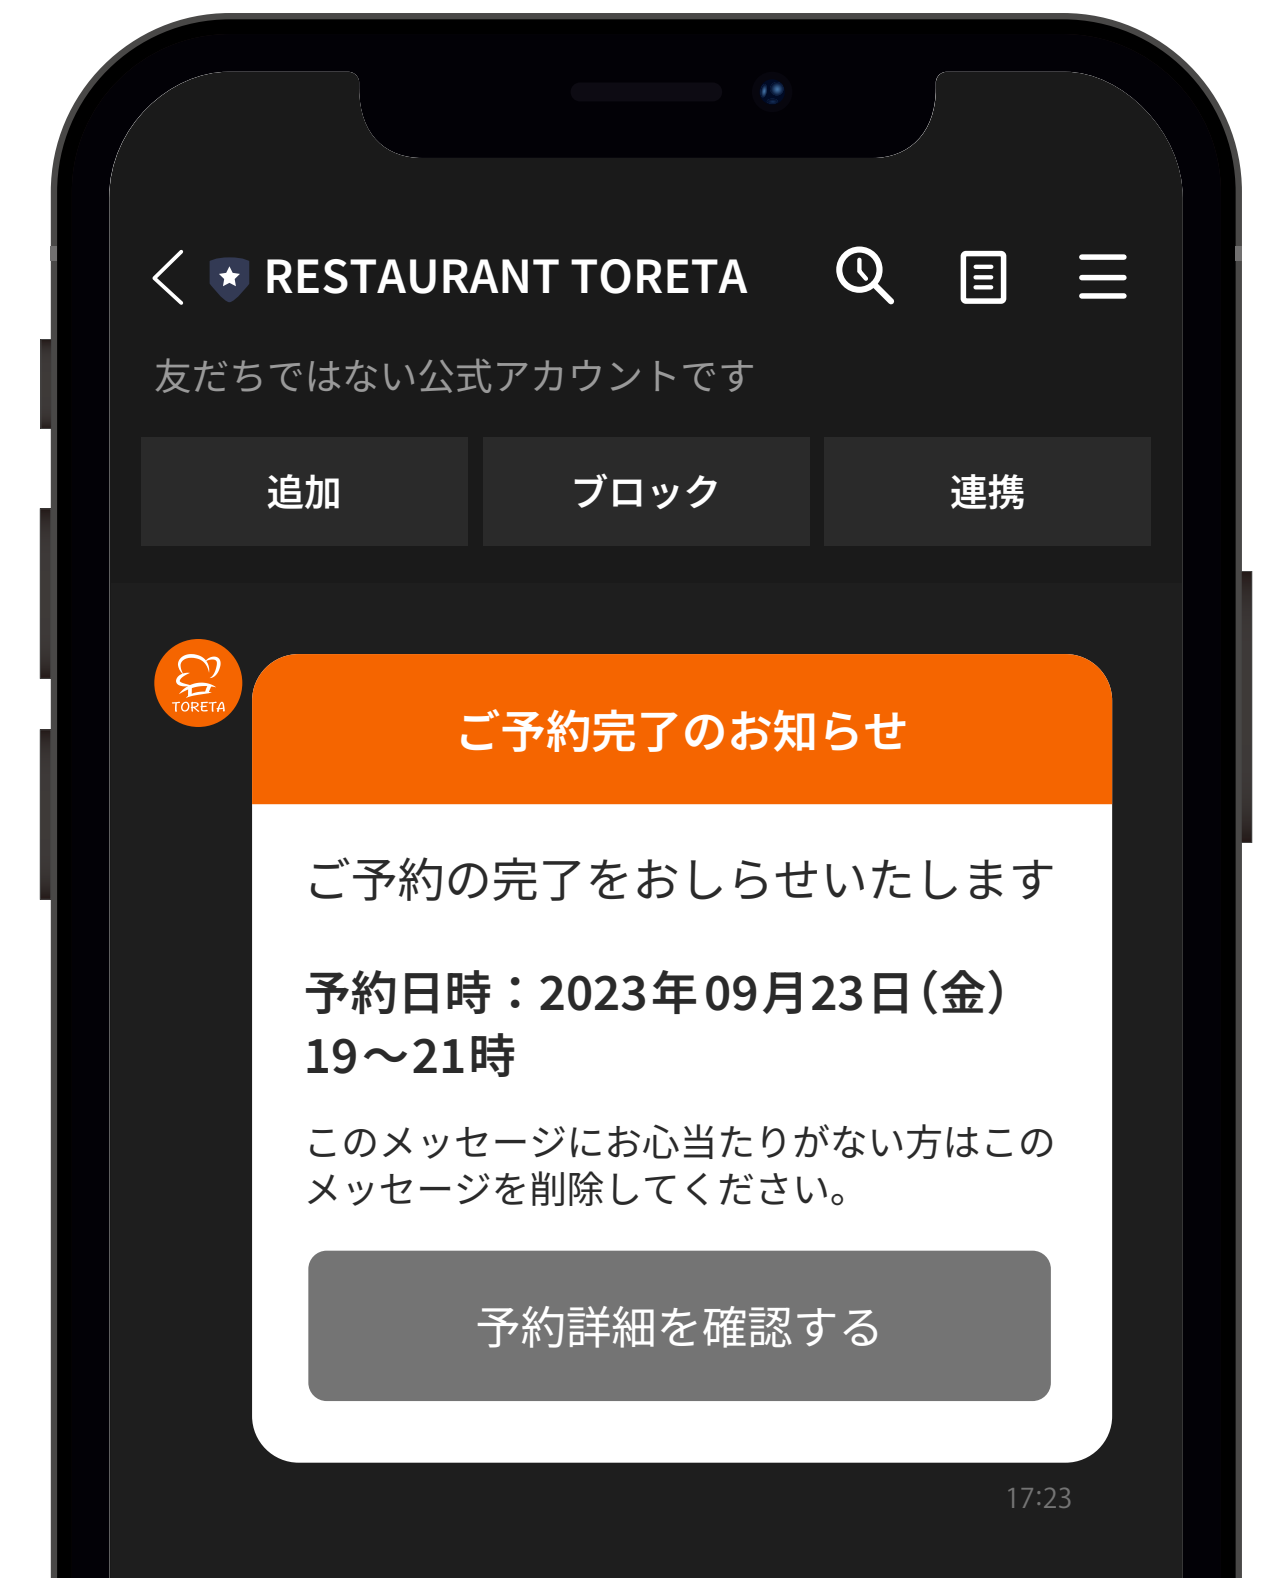 RESTAURANT TORETA
友だちではない公式アカウントです
追加
ブロック
連携
TORETA
ご予約完了のお知らせ
ご予約の完了をおしらせいたします
予約日時：2023年09月23日（金）
19～21時
このメッセージにお心当たりがない方はこの
メッセージを削除してください。
予約詳細を確認する
17:23